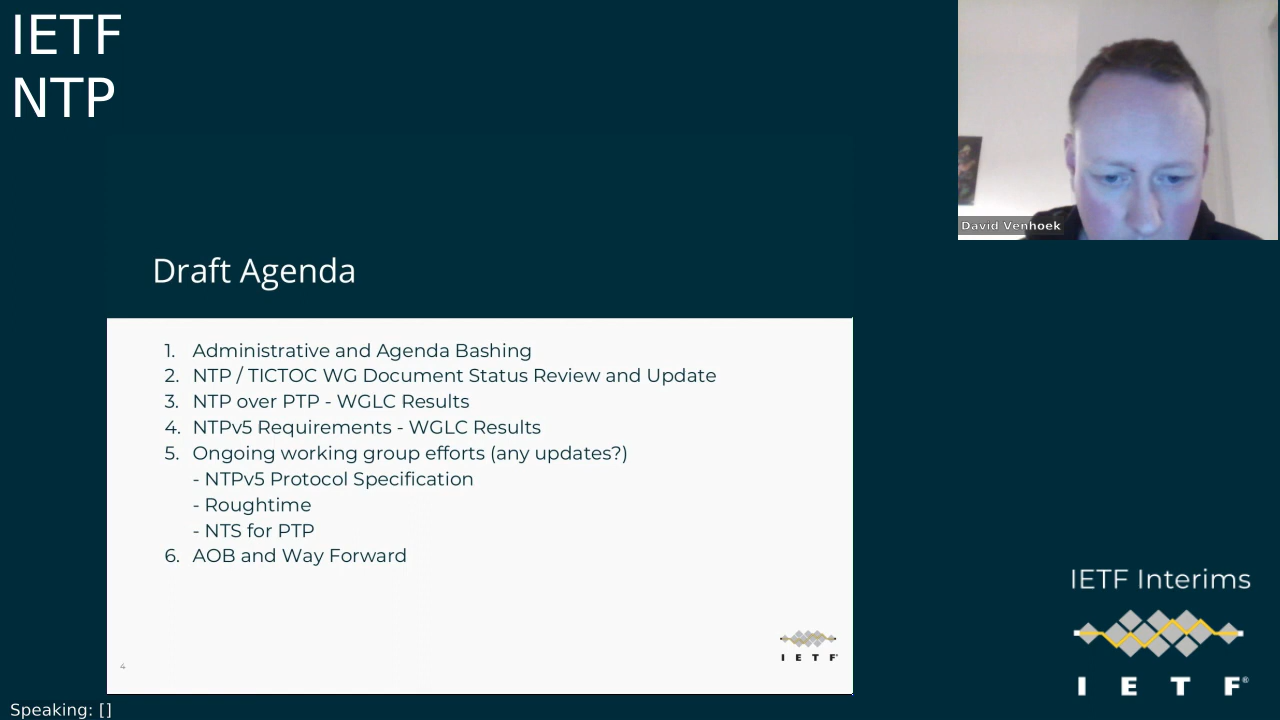 IETF
NTP
David Venhoek
Draft Agenda
1. Administrative and Agenda Bashing
2. NTP / TICTOC WG Document Status Review and Update
3. NTP over PTP - WGLC Results
4. NTPv5 Requirements - WGLC Results
5. Ongoing working group efforts (any updates?)
- NTPv5 Protocol Specification
- Roughtime
- NTS for PTP
6. AOB and Way Forward
4
I E T F
IETF Interims
I E T F®
Speaking: []